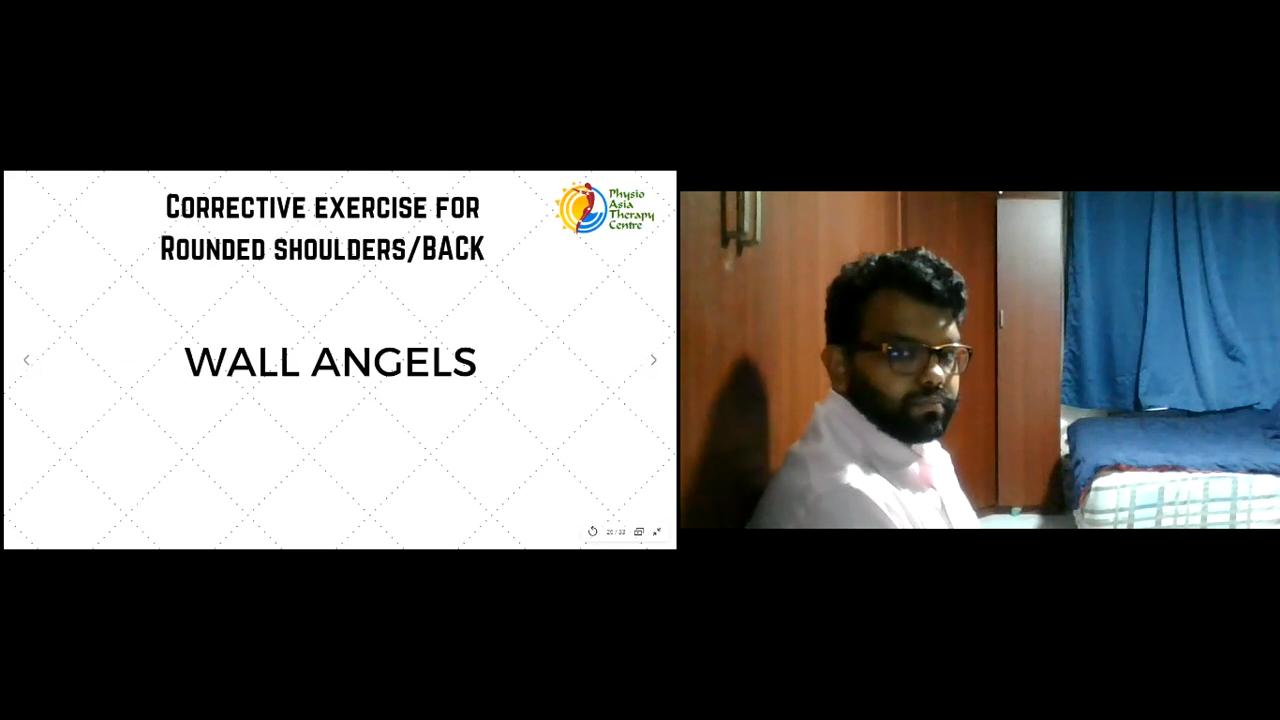 CORRECTIVE EXERCISE FOR
ROUNDED SHOULDERS/BACK
Physio
Asia
Therapy
Centre
WALL ANGELS